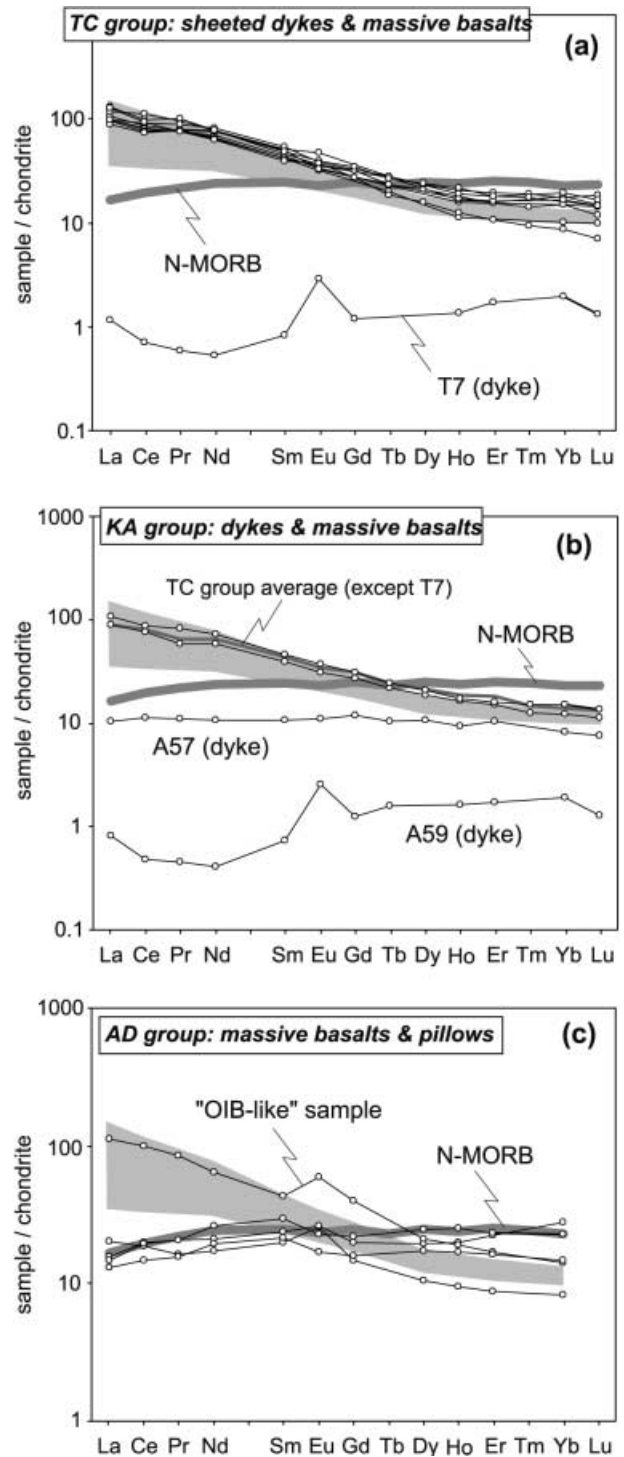 TC group: sheeted dykes & massive basalts
(a)
sample / chondrite
100
10
1
0.1
N-MORB
T7 (dyke)
La Ce Pr Nd Sm Eu Gd Tb Dy Ho Er Tm Yb Lu
KA group: dykes & massive basalts
(b)
sample / chondrite
1000
100
10
1
0.1
TC group average (except T7)
N-MORB
A57 (dyke)
A59 (dyke)
La Ce Pr Nd Sm Eu Gd Tb Dy Ho Er Tm Yb Lu
AD group: massive basalts & pillows
(c)
sample / chondrite
1000
100
10
1
"OIB-like" sample
N-MORB
La Ce Pr Nd Sm Eu Gd Tb Dy Ho Er Tm Yb Lu